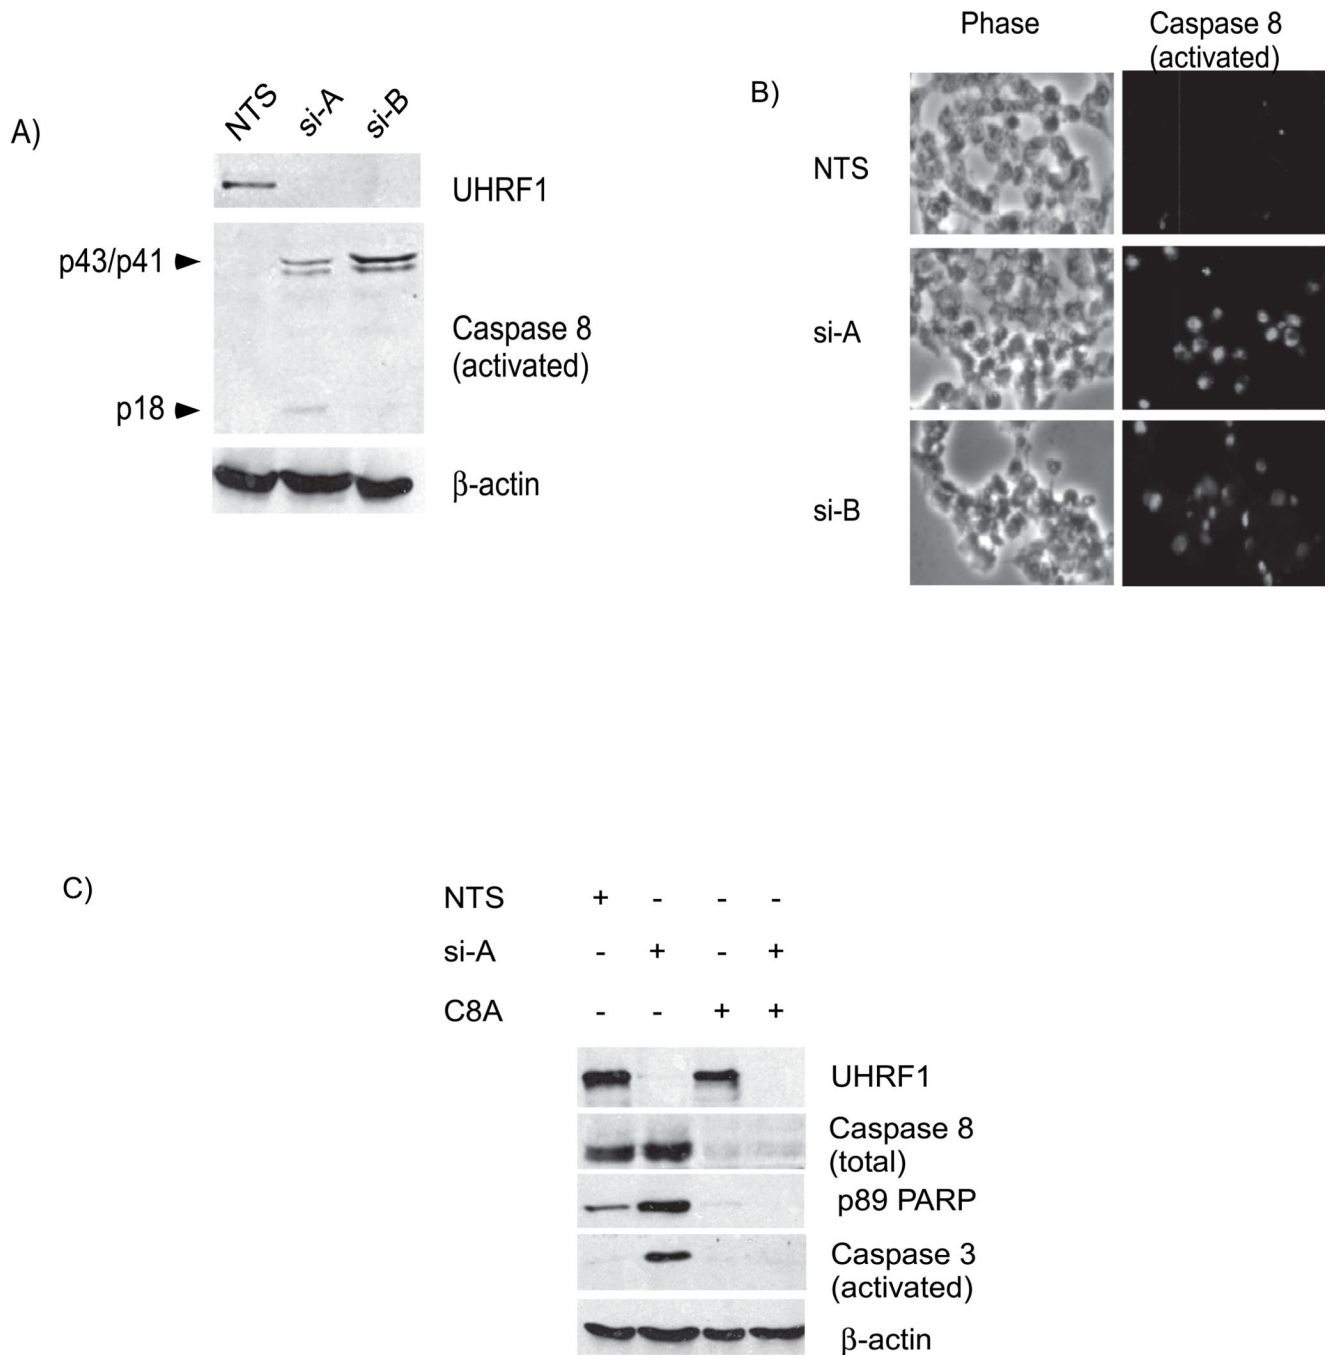 A)
NTS si-A si-B
UHRF1
p43/p41
Caspase 8
(activated)
p18
β-actin
B)
Phase Caspase 8
(activated)
NTS
si-A
si-B
C)
NTS + - - -
si-A - + - +
C8A - - + +
UHRF1
Caspase 8
(total)
p89 PARP
Caspase 3
(activated)
β-actin